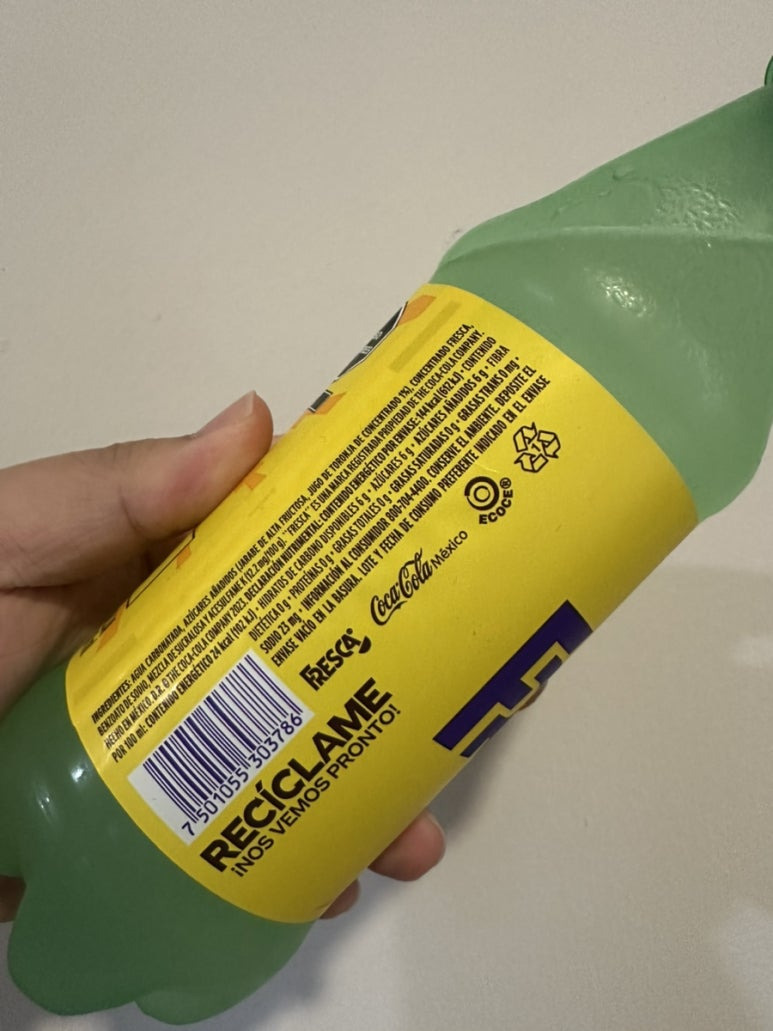 INGREDIENTES: AGUA CARBONATADA, AZÚCARES AÑADIDOS (JARABE DE ALTA FRUCTOSA, JUGO DE TORONJA DE CONCENTRADO 1%), CONCENTRADO FRESCA,
BENZOATO DE SODIO, MEZCLA DE SUCRALOSA Y ACESULFAME K (12.2 mg/100 g). "FRESCA" ES UNA MARCA REGISTRADA PROPIEDAD DE THE COCA-COLA COMPANY.
HECHO EN MÉXICO. D.R. © THE COCA-COLA COMPANY 2023. DECLARACIÓN NUTRIMENTAL: CONTENIDO ENERGÉTICO POR ENVASE: 144 kcal (612 kJ) • CONTENIDO
POR 100 ml: CONTENIDO ENERGÉTICO 24 kcal (102 kJ) • HIDRATOS DE CARBONO DISPONIBLES 6 g • AZÚCARES 6 g • AZÚCARES AÑADIDOS 6 g • FIBRA
DIETÉTICA 0 g • PROTEÍNAS 0 g • GRASAS TOTALES 0 g • GRASAS SATURADAS 0 g • GRASAS TRANS 0 mg •
SODIO 23 mg • INFORMACIÓN AL CONSUMIDOR 800-704-4400. CONSERVE EL AMBIENTE. DEPOSITE EL
ENVASE VACÍO EN LA BASURA. LOTE Y FECHA DE CONSUMO PREFERENTE INDICADO EN EL ENVASE
1
ECOCE®
FRESCA® Coca-Cola México
7 501055 303786
RECÍCLAME
¡NOS VEMOS PRONTO!
F